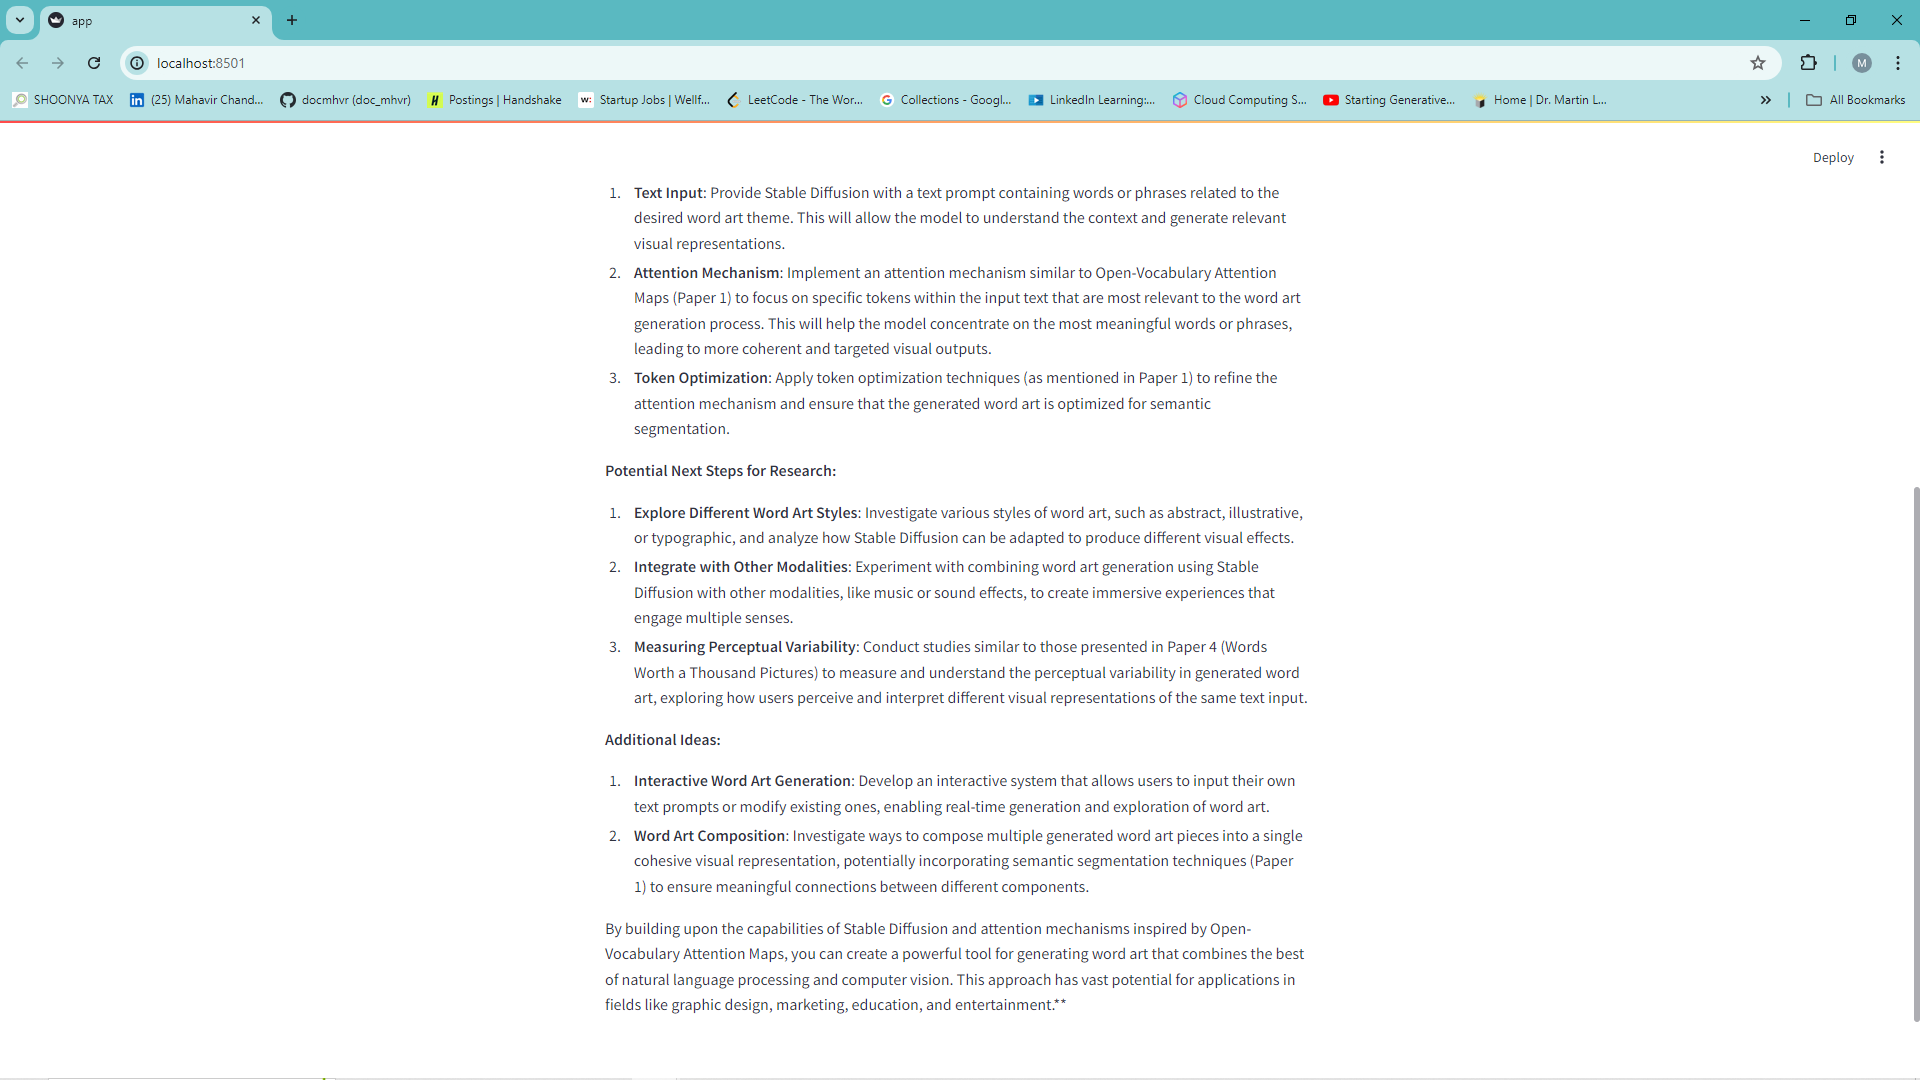 app
localhost:8501
M
SHOONYA TAX
(25) Mahavir Chand...
docmhvr (doc_mhvr)
Postings | Handshake
Startup Jobs | Wellf...
LeetCode - The Wor...
Collections - Googl...
LinkedIn Learning:...
Cloud Computing S...
Starting Generative...
Home | Dr. Martin L...
All Bookmarks
Deploy
1. Text Input: Provide Stable Diffusion with a text prompt containing words or phrases related to the
desired word art theme. This will allow the model to understand the context and generate relevant
visual representations.
2. Attention Mechanism: Implement an attention mechanism similar to Open-Vocabulary Attention
Maps (Paper 1) to focus on specific tokens within the input text that are most relevant to the word art
generation process. This will help the model concentrate on the most meaningful words or phrases,
leading to more coherent and targeted visual outputs.
3. Token Optimization: Apply token optimization techniques (as mentioned in Paper 1) to refine the
attention mechanism and ensure that the generated word art is optimized for semantic
segmentation.
Potential Next Steps for Research:
1. Explore Different Word Art Styles: Investigate various styles of word art, such as abstract, illustrative,
or typographic, and analyze how Stable Diffusion can be adapted to produce different visual effects.
2. Integrate with Other Modalities: Experiment with combining word art generation using Stable
Diffusion with other modalities, like music or sound effects, to create immersive experiences that
engage multiple senses.
3. Measuring Perceptual Variability: Conduct studies similar to those presented in Paper 4 (Words
Worth a Thousand Pictures) to measure and understand the perceptual variability in generated word
art, exploring how users perceive and interpret different visual representations of the same text input.
Additional Ideas:
1. Interactive Word Art Generation: Develop an interactive system that allows users to input their own
text prompts or modify existing ones, enabling real-time generation and exploration of word art.
2. Word Art Composition: Investigate ways to compose multiple generated word art pieces into a single
cohesive visual representation, potentially incorporating semantic segmentation techniques (Paper
1) to ensure meaningful connections between different components.
By building upon the capabilities of Stable Diffusion and attention mechanisms inspired by Open-
Vocabulary Attention Maps, you can create a powerful tool for generating word art that combines the best
of natural language processing and computer vision. This approach has vast potential for applications in
fields like graphic design, marketing, education, and entertainment.**